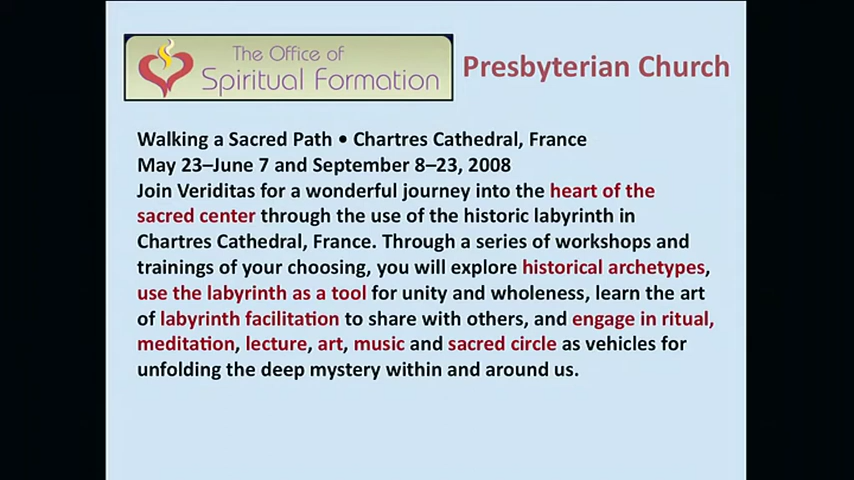 The Office of
Spiritual Formation
Presbyterian Church
Walking a Sacred Path • Chartres Cathedral, France
May 23–June 7 and September 8–23, 2008
Join Veriditas for a wonderful journey into the heart of the
sacred center through the use of the historic labyrinth in
Chartres Cathedral, France. Through a series of workshops and
trainings of your choosing, you will explore historical archetypes,
use the labyrinth as a tool for unity and wholeness, learn the art
of labyrinth facilitation to share with others, and engage in ritual,
meditation, lecture, art, music and sacred circle as vehicles for
unfolding the deep mystery within and around us.